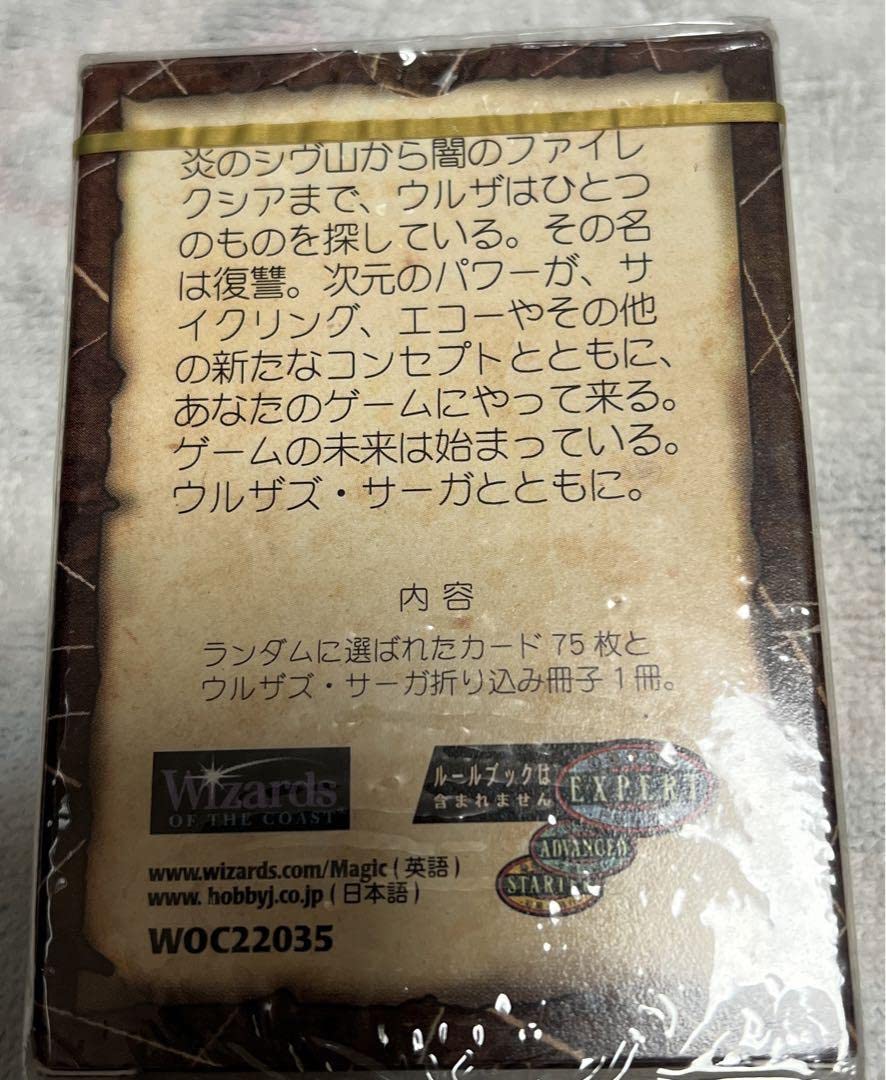 炎のシヴ山から闇のファイレ
クシアまで、ウルザはひとつ
のものを探している。その名
は復讐。次元のパワーが、サ
イクリング、エコーやその他
の新たなコンセプトとともに、
あなたのゲームにやって来る。
ゲームの未来は始まっている。
ウルザズ・サーガとともに。
内 容
ランダムに選ばれたカード 75 枚と
ウルザズ・サーガ折り込み冊子 1 冊。
Wizards
OF THE COAST
ルールブックは
含まれません
EXPERT
ADVANCED
www.wizards.com/Magic ( 英語 )
www. hobbyj.co.jp ( 日本語 )
WOC22035